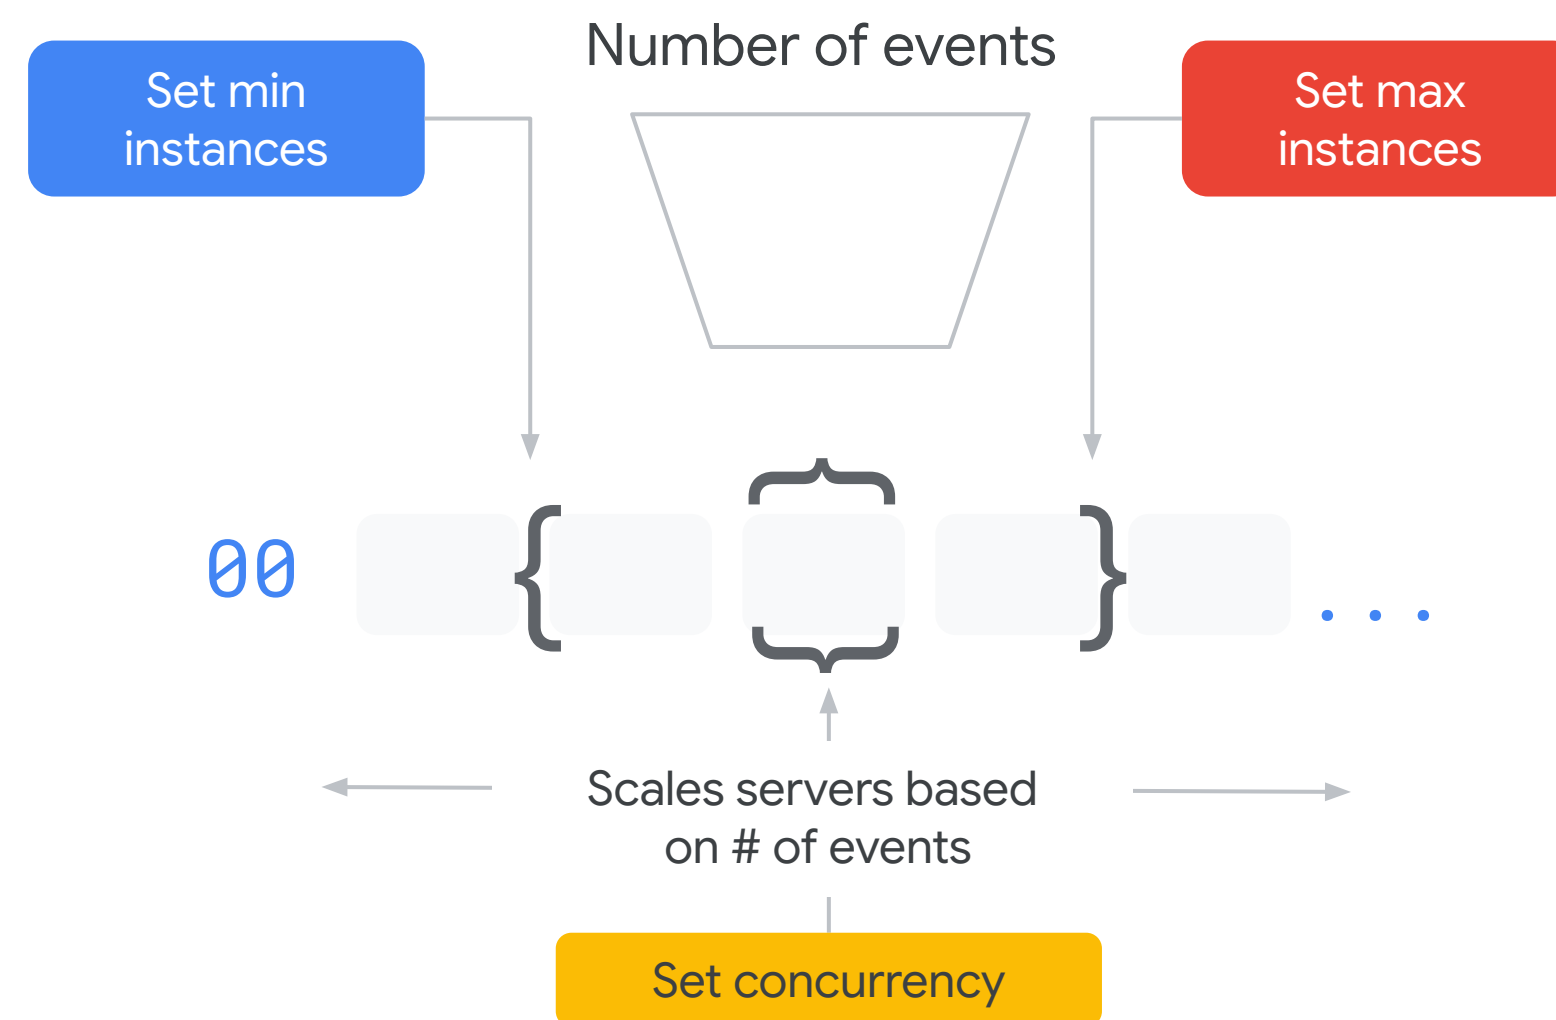 Number of events
Set min
instances
Set max
instances
00
{
}
. . .
Scales servers based
on # of events
Set concurrency